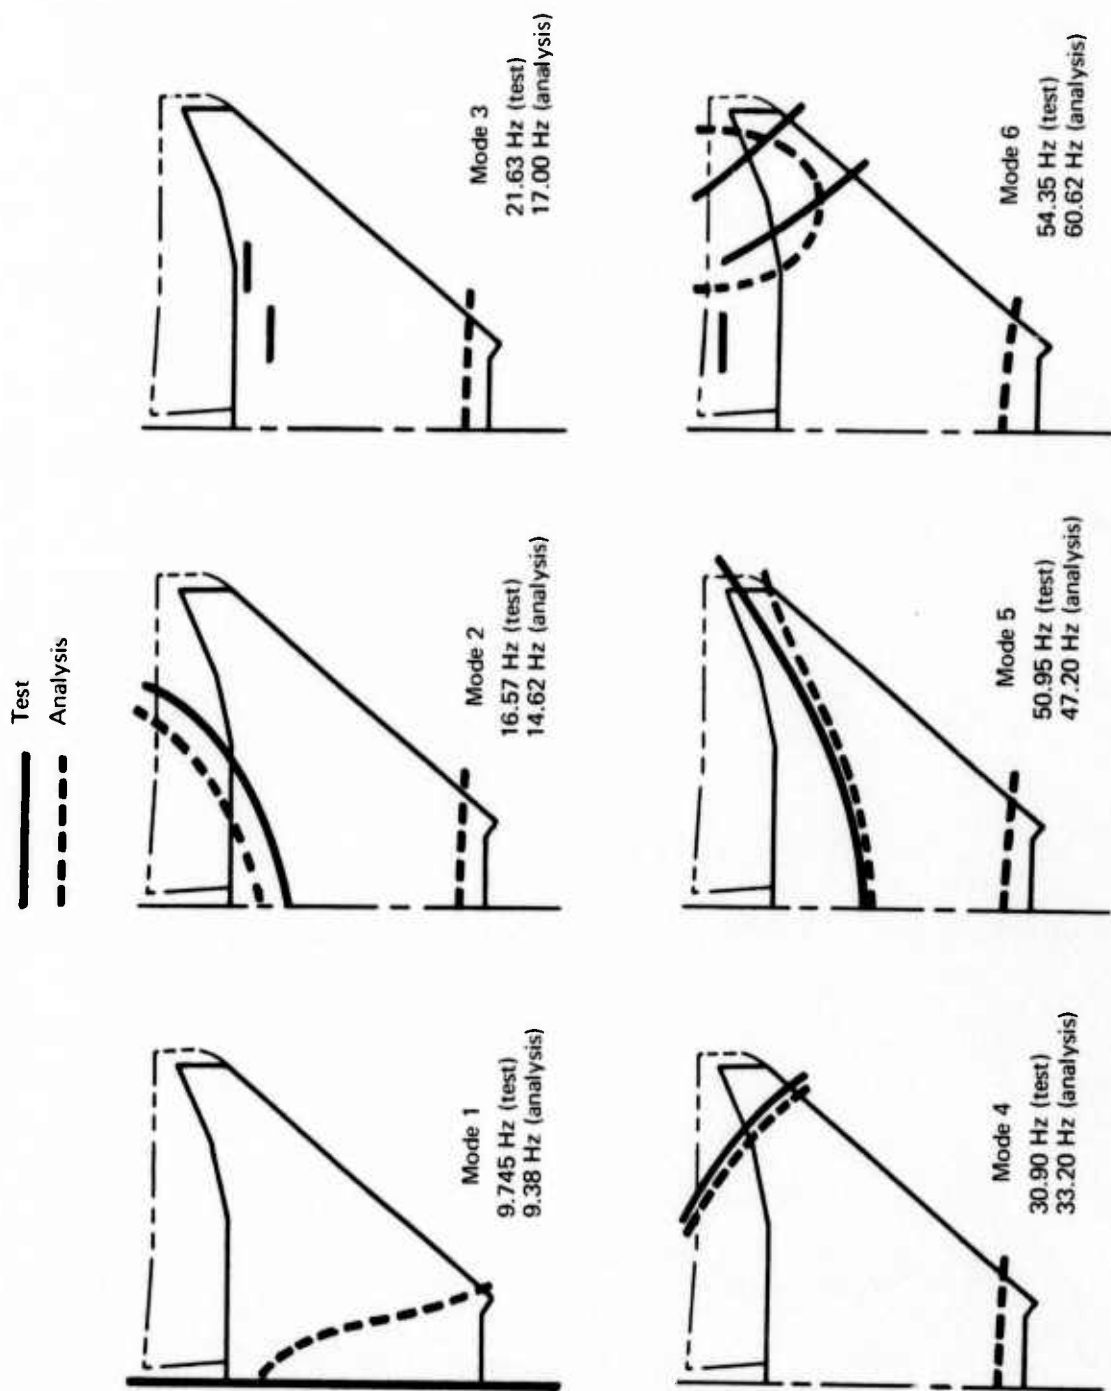 Test
Analysis
Mode 1
9.745 Hz (test)
9.38 Hz (analysis)
Mode 2
16.57 Hz (test)
14.62 Hz (analysis)
Mode 3
21.63 Hz (test)
17.00 Hz (analysis)
Mode 4
30.90 Hz (test)
33.20 Hz (analysis)
Mode 5
50.95 Hz (test)
47.20 Hz (analysis)
Mode 6
54.35 Hz (test)
60.62 Hz (analysis)